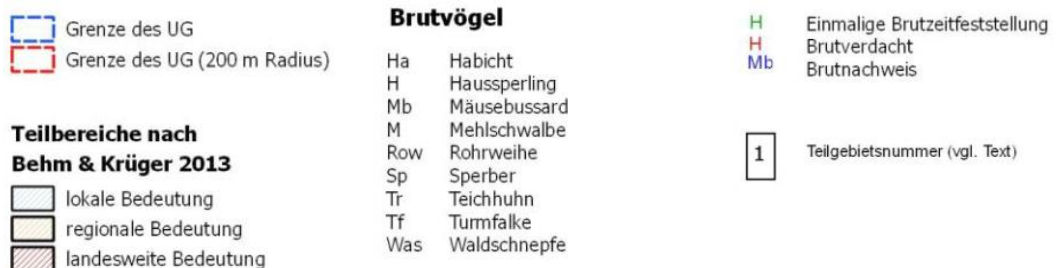 Grenze des UG
Grenze des UG (200 m Radius)
Teilbereiche nach
Behm & Krüger 2013
lokale Bedeutung
regionale Bedeutung
landesweite Bedeutung
Brutvögel
Ha Habicht
H Haussperling
Mb Mäusebussard
M Mehlschwalbe
Row Rohrweihe
Sp Sperber
Tr Teichhuhn
Tf Turmfalke
Was Waldschnepfe
H Einmalige Brutzeitfeststellung
H Brutverdacht
Mb Brutnachweis
1 Teilgebietsnummer (vgl. Text)